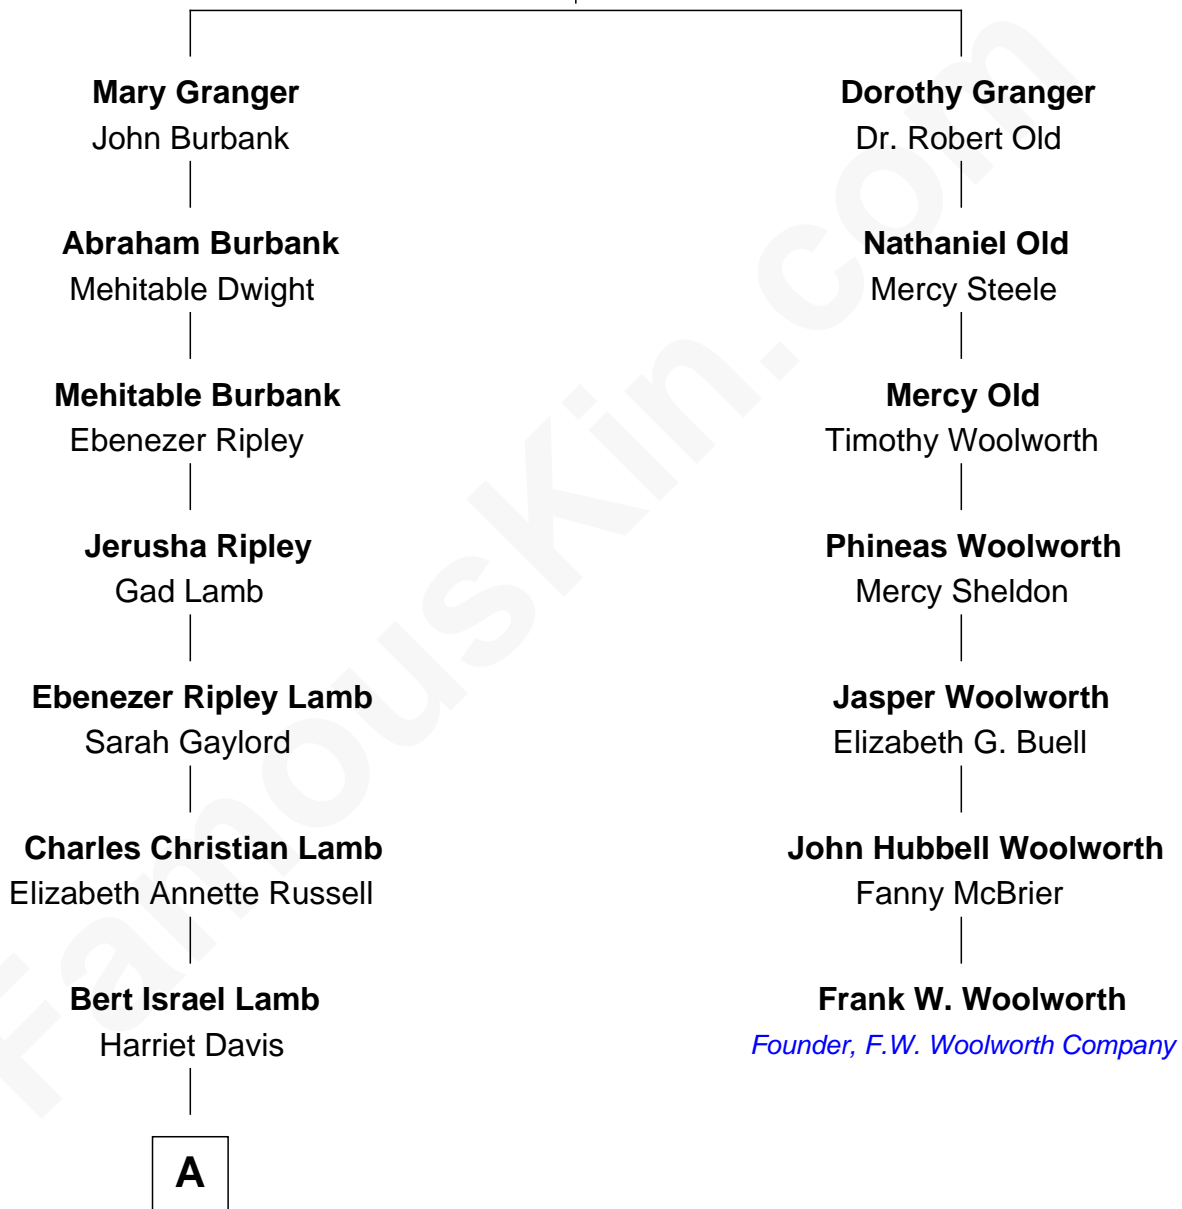 Mary Granger
John Burbank
Abraham Burbank
Mehitable Dwight
Mehitable Burbank
Ebenezer Ripley
Jerusha Ripley
Gad Lamb
Ebenezer Ripley Lamb
Sarah Gaylord
Charles Christian Lamb
Elizabeth Annette Russell
Bert Israel Lamb
Harriet Davis
A
Dorothy Granger
Dr. Robert Old
Nathaniel Old
Mercy Steele
Mercy Old
Timothy Woolworth
Phineas Woolworth
Mercy Sheldon
Jasper Woolworth
Elizabeth G. Buell
John Hubbell Woolworth
Fanny McBrier
Frank W. Woolworth
Founder, F.W. Woolworth Company
FamousKin.com